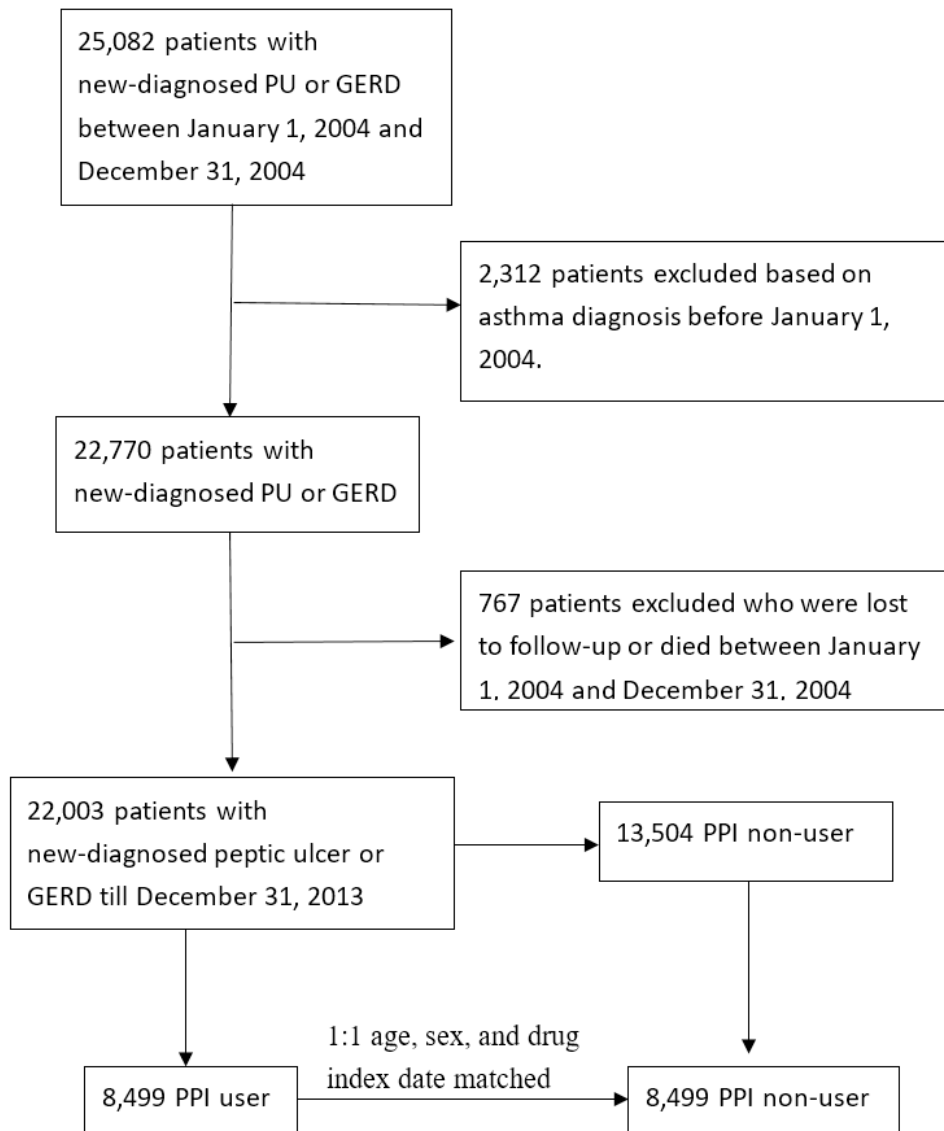 25,082 patients with
new-diagnosed PU or GERD
between January 1, 2004 and
December 31, 2004
2,312 patients excluded based on
asthma diagnosis before January 1,
2004.
22,770 patients with
new-diagnosed PU or GERD
767 patients excluded who were lost
to follow-up or died between January
1, 2004 and December 31, 2004
22,003 patients with
new-diagnosed peptic ulcer or
GERD till December 31, 2013
13,504 PPI non-user
1:1 age, sex, and drug
index date matched
8,499 PPI user
8,499 PPI non-user